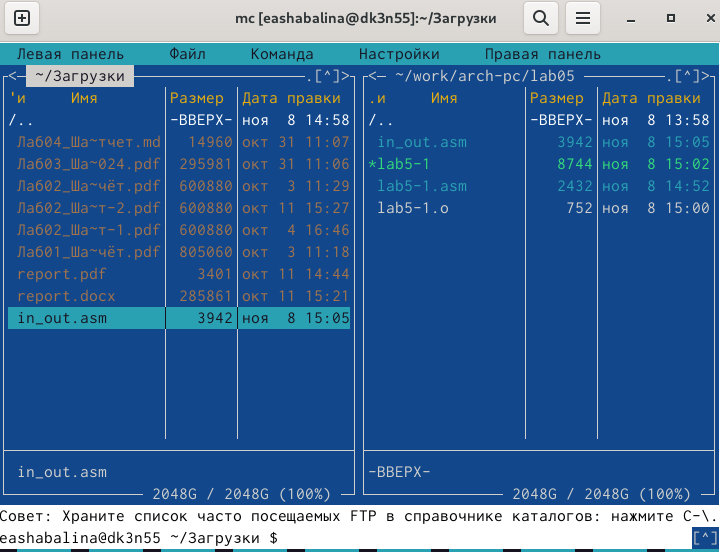 mc [eashabalina@dk3n55]:~/Загрузки
Левая панель Файл Команда Настройки Правая панель
<— ~/Загрузки .[^]> <— ~/work/arch-pc/lab05 .[^]>
'и Имя Размер Дата правки .и Имя Размер Дата правки
/.. -ВВЕРХ- ноя 8 14:58 /.. -ВВЕРХ- ноя 8 13:58
Лаб04_Ша~тчет.md 14960 окт 31 11:07 in_out.asm 3942 ноя 8 15:05
Лаб03_Ша~024.pdf 295981 окт 31 11:06 *lab5-1 8744 ноя 8 15:02
Лаб02_Ша~чёт.pdf 600880 окт 3 11:29 lab5-1.asm 2432 ноя 8 14:52
Лаб02_Ша~т-2.pdf 600880 окт 11 15:27 lab5-1.o 752 ноя 8 15:00
Лаб02_Ша~т-1.pdf 600880 окт 4 16:46
Лаб01_Ша~чёт.pdf 805060 окт 3 11:18
report.pdf 3401 окт 11 14:44
report.docx 285861 окт 11 15:21
in_out.asm 3942 ноя 8 15:05
in_out.asm -ВВЕРХ-
2048G / 2048G (100%) 2048G / 2048G (100%)
Совет: Храните список часто посещаемых FTP в справочнике каталогов: нажмите C-\.
eashabalina@dk3n55 ~/Загрузки $ [^]